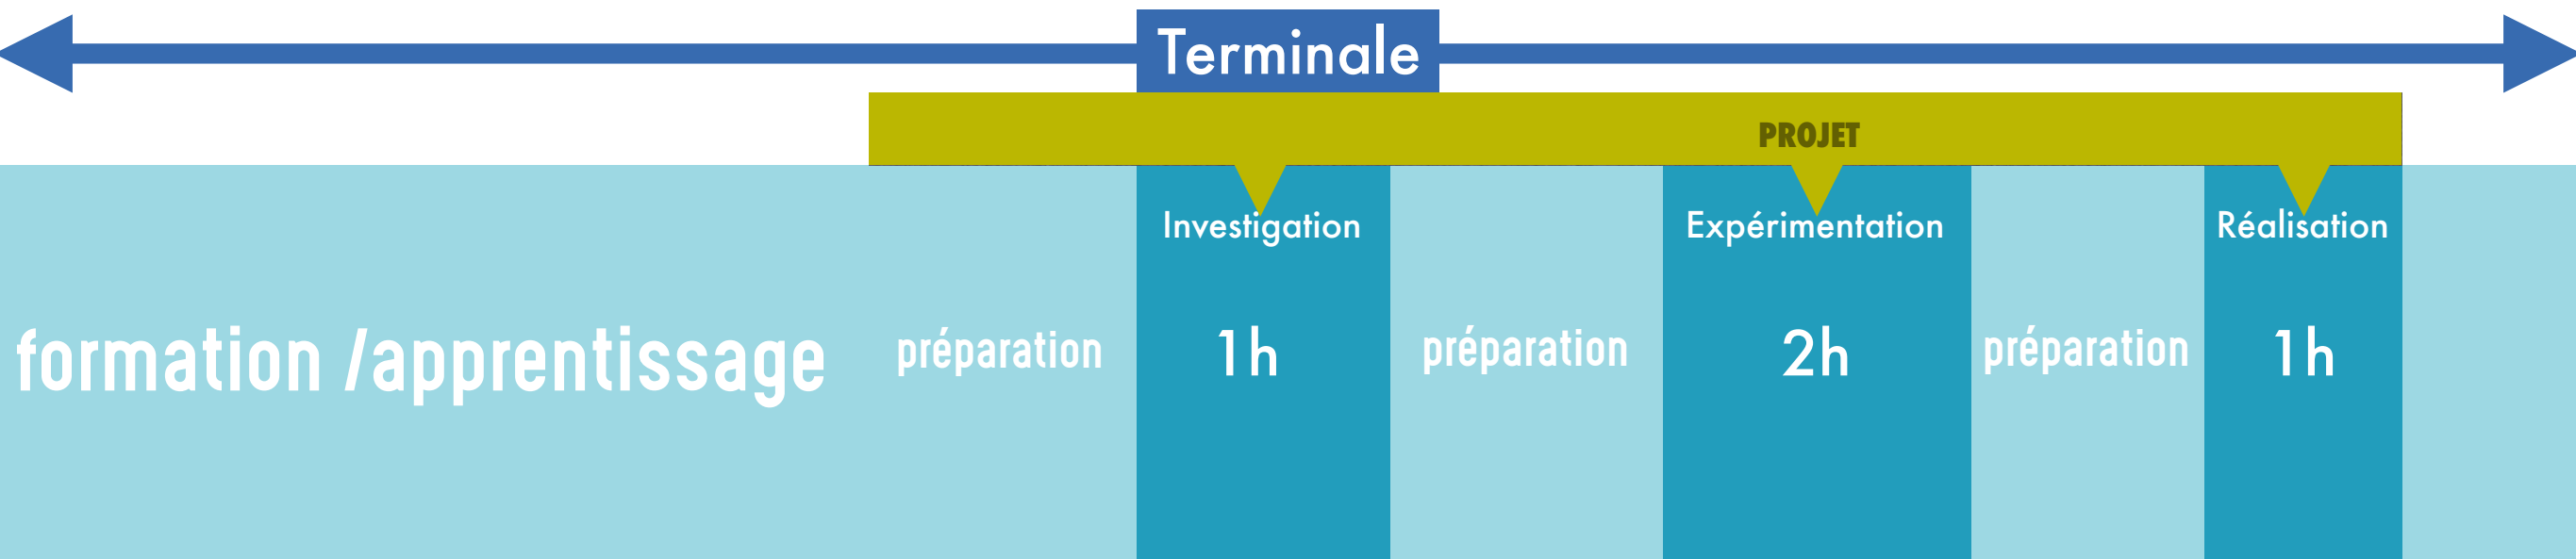 Terminale
PROJET
Investigation
Expérimentation
Réalisation
formation /apprentissage
préparation
1h
préparation
2h
préparation
1h